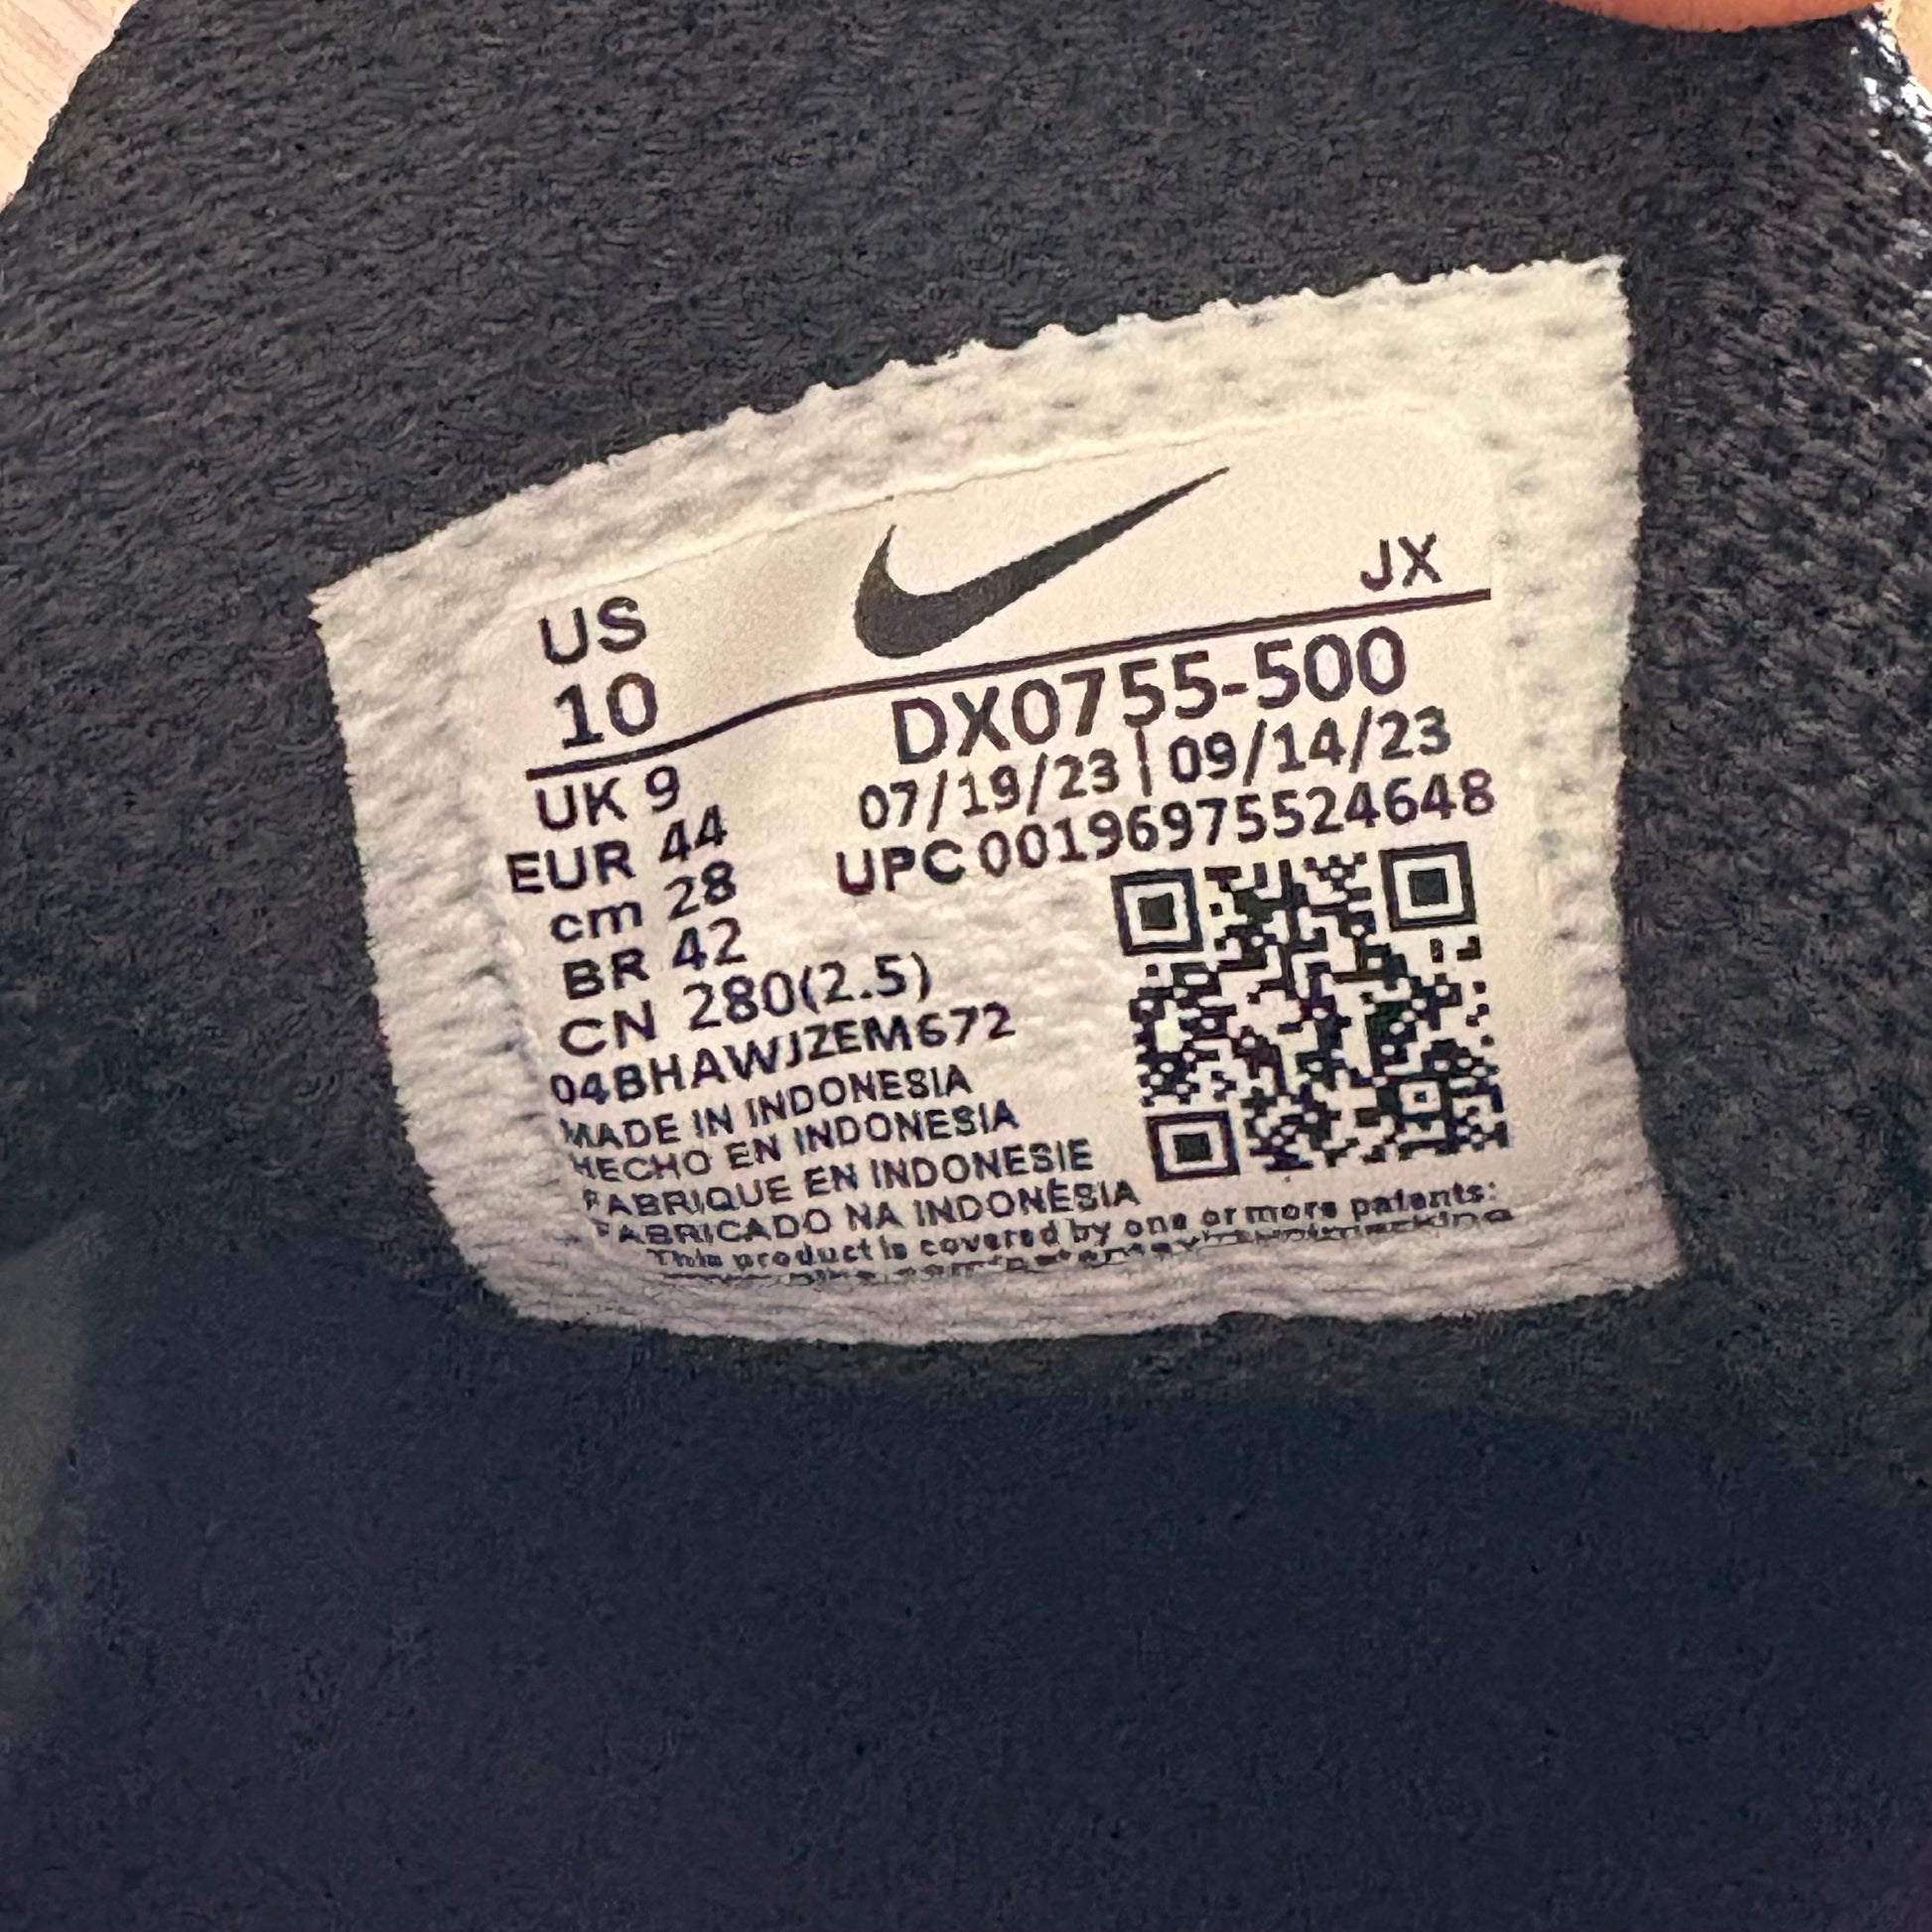 US
10
JX
UK 9
EUR 44
cm 28
BR 42
CN 280(2.5)
04BHAWJZEM672
MADE IN INDONESIA
HECHO EN INDONESIA
FABRIQUE EN INDONESIE
FABRICADO NA INDONÉSIA
DX0755-500
07/19/23 | 09/14/23
UPC 00196975524648
This product is covered by one or more patents: